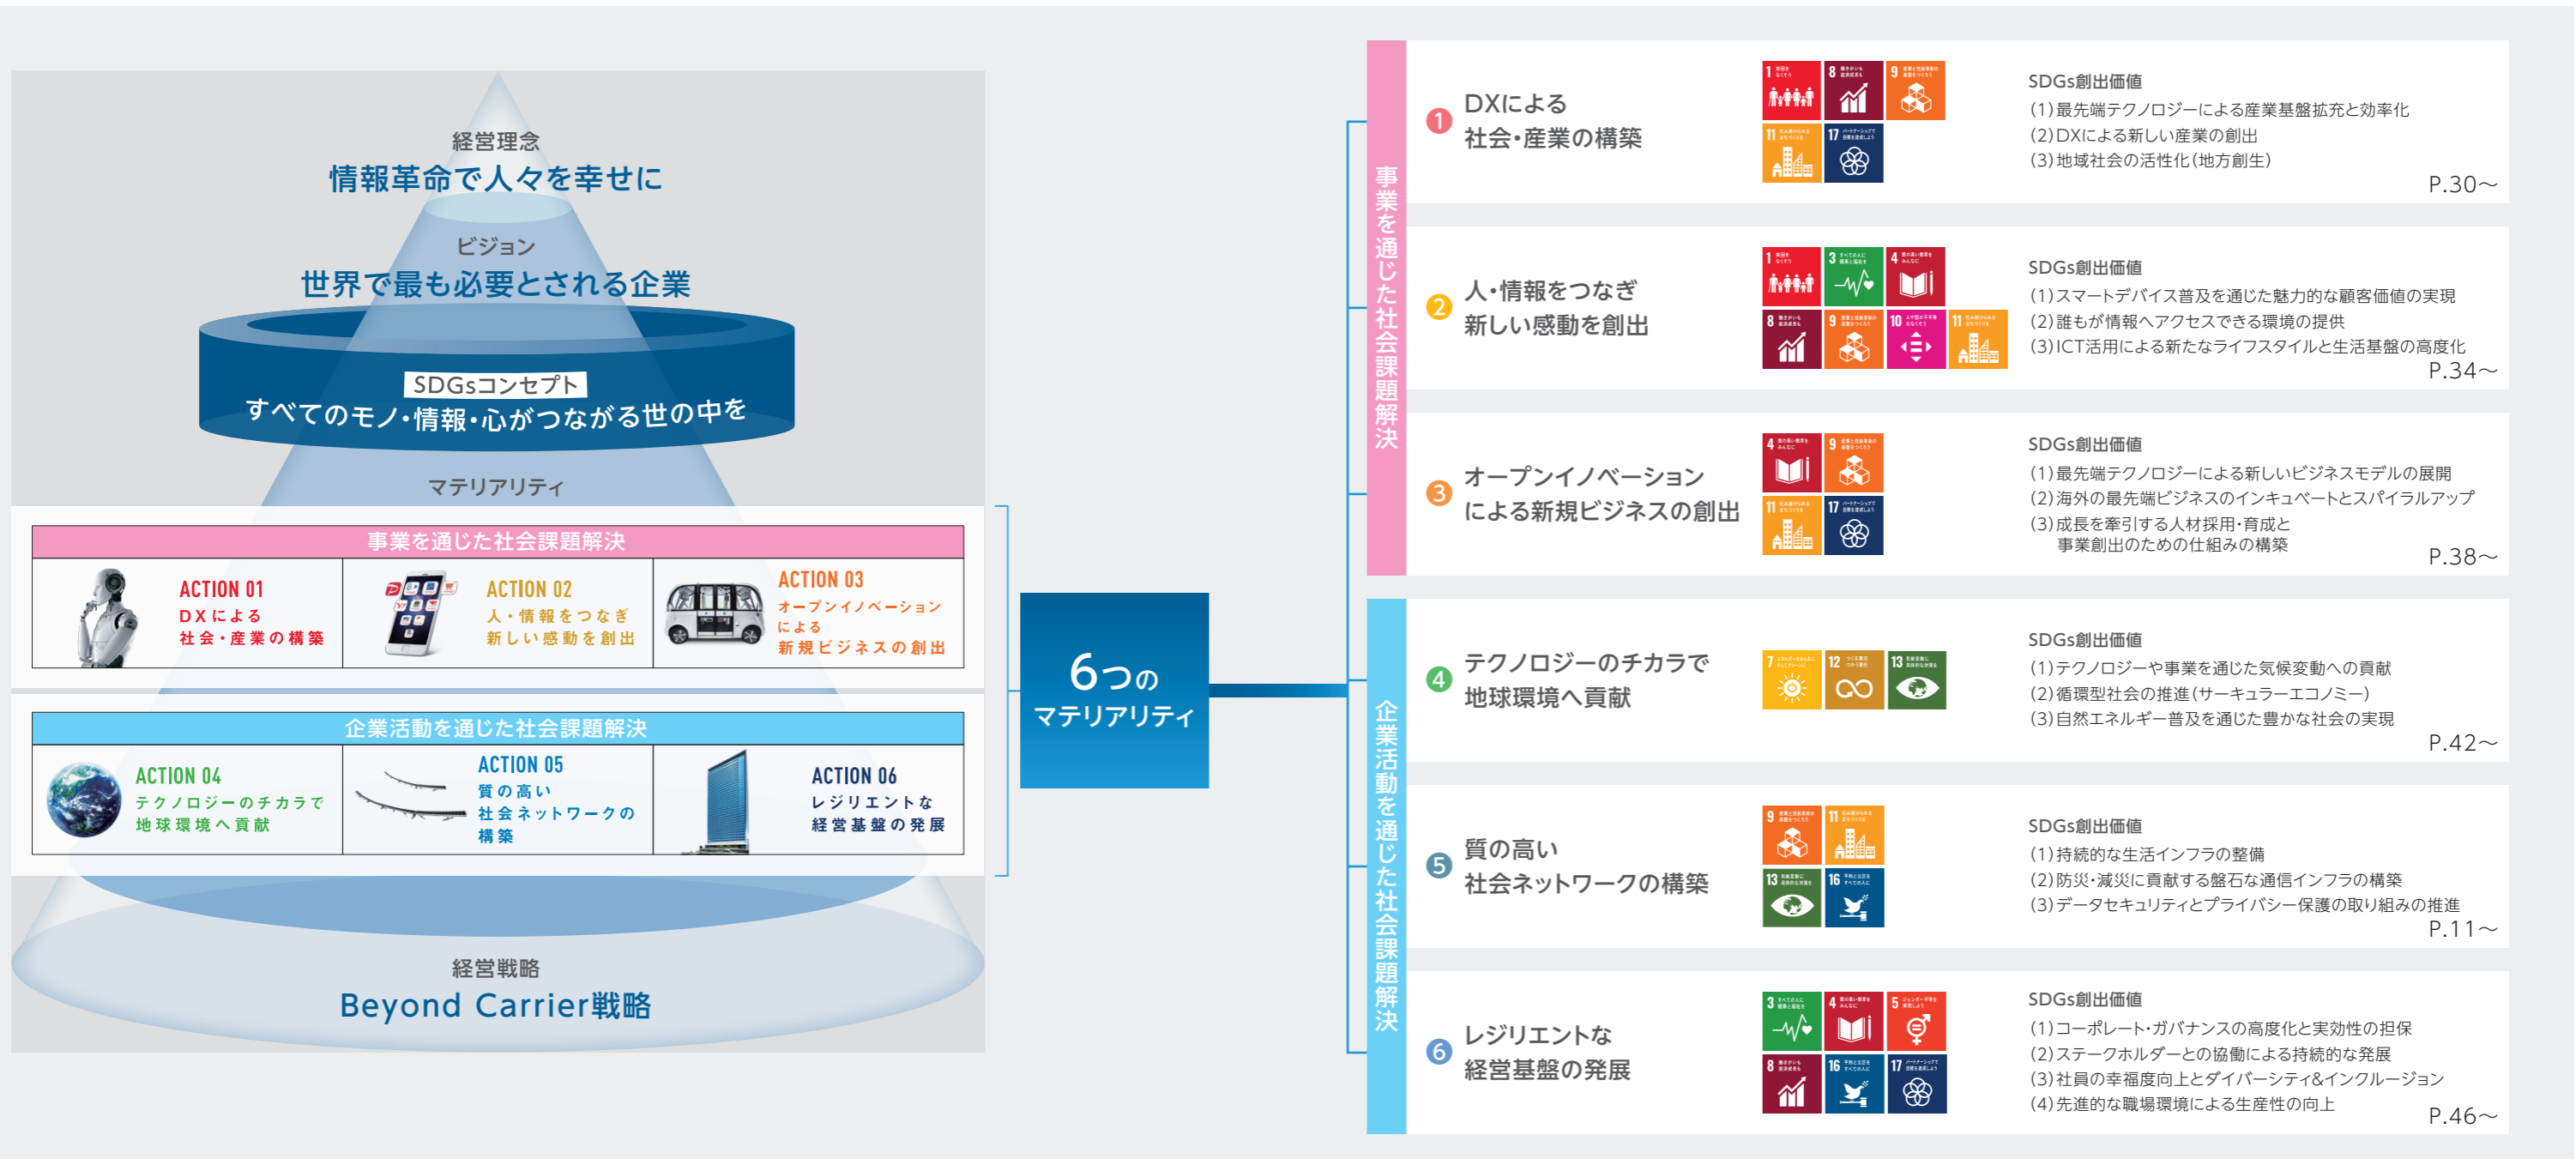 経営理念
情報革命で人々を幸せに
ビジョン
世界で最も必要とされる企業
SDGsコンセプト
すべてのモノ・情報・心がつながる世の中を
マテリアリティ
事業を通じた社会課題解決
ACTION 01
DXによる
社会・産業の構築
ACTION 02
人・情報をつなぎ
新しい感動を創出
ACTION 03
オープンイノベーション
による
新規ビジネスの創出
企業活動を通じた社会課題解決
ACTION 04
テクノロジーのチカラで
地球環境へ貢献
ACTION 05
質の高い
社会ネットワークの
構築
ACTION 06
レジリエントな
経営基盤の発展
経営戦略
Beyond Carrier戦略
6つの
マテリアリティ
事業を通じた社会課題解決
1
DXによる
社会・産業の構築
1 8 9
11 17
SDGs創出価値
(1)最先端テクノロジーによる産業基盤拡充と効率化
(2)DXによる新しい産業の創出
(3)地域社会の活性化(地方創生)
P.30～
2
人・情報をつなぎ
新しい感動を創出
1 3 4
8 9 10 11
SDGs創出価値
(1)スマートデバイス普及を通じた魅力的な顧客価値の実現
(2)誰もが情報へアクセスできる環境の提供
(3)ICT活用による新たなライフスタイルと生活基盤の高度化
P.34～
3
オープンイノベーション
による新規ビジネスの創出
4 9
11 17
SDGs創出価値
(1)最先端テクノロジーによる新しいビジネスモデルの展開
(2)海外の最先端ビジネスのインキュベートとスパイラルアップ
(3)成長を牽引する人材採用・育成と
事業創出のための仕組みの構築
P.38～
企業活動を通じた社会課題解決
4
テクノロジーのチカラで
地球環境へ貢献
7 12 13
SDGs創出価値
(1)テクノロジーや事業を通じた気候変動への貢献
(2)循環型社会の推進(サーキュラーエコノミー)
(3)自然エネルギー普及を通じた豊かな社会の実現
P.42～
5
質の高い
社会ネットワークの構築
9 11
13 16
SDGs創出価値
(1)持続的な生活インフラの整備
(2)防災・減災に貢献する盤石な通信インフラの構築
(3)データセキュリティとプライバシー保護の取り組みの推進
P.11～
6
レジリエントな
経営基盤の発展
3 4 5
8 16 17
SDGs創出価値
(1)コーポレート・ガバナンスの高度化と実効性の担保
(2)ステークホルダーとの協働による持続的な発展
(3)社員の幸福度向上とダイバーシティ&インクルージョン
(4)先進的な職場環境による生産性の向上
P.46～